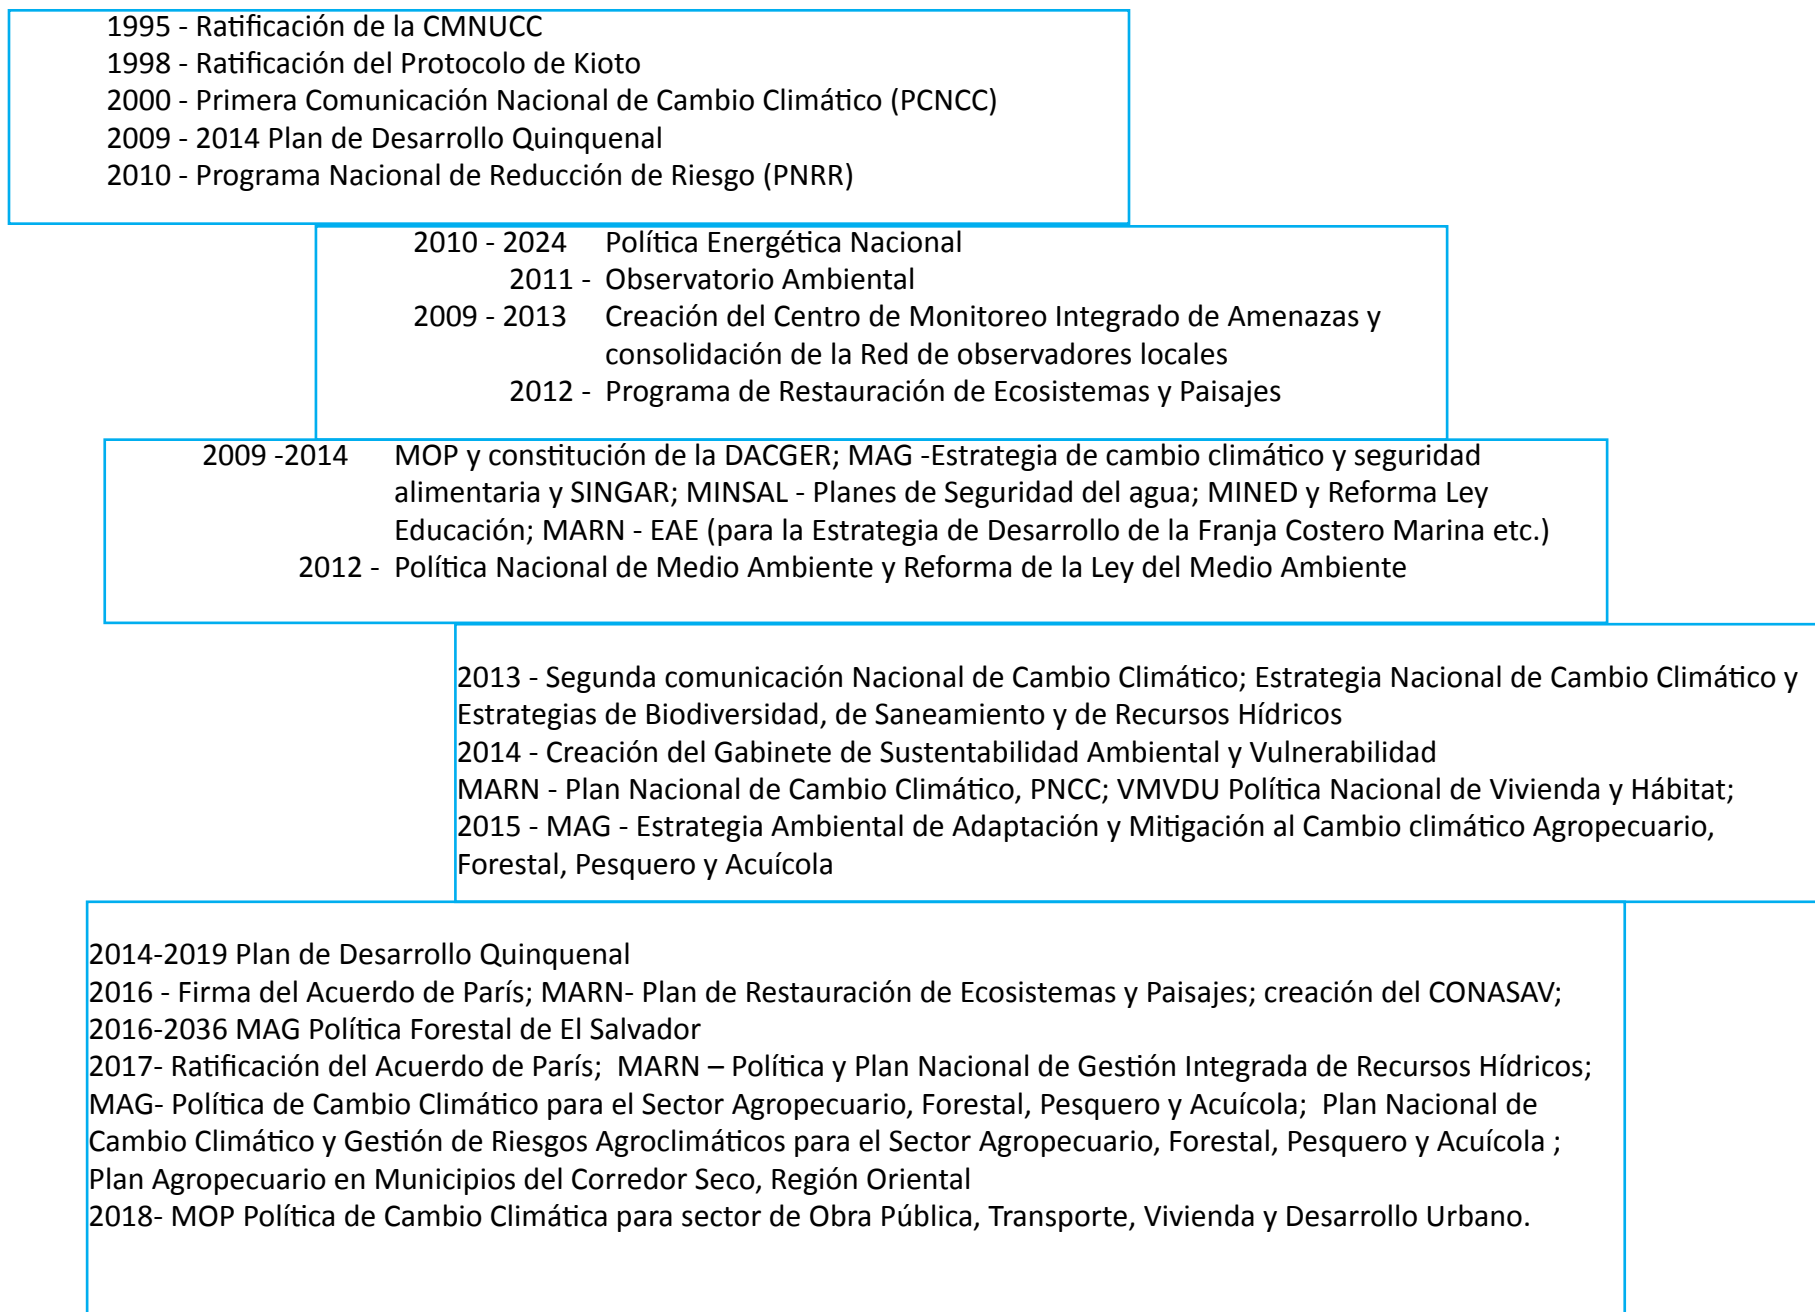 1995 - Ratificación de la CMNUCC
1998 - Ratificación del Protocolo de Kioto
2000 - Primera Comunicación Nacional de Cambio Climático (PCNCC)
2009 - 2014 Plan de Desarrollo Quinquenal
2010 - Programa Nacional de Reducción de Riesgo (PNRR)
2010 - 2024 Política Energética Nacional
2011 - Observatorio Ambiental
2009 - 2013 Creación del Centro de Monitoreo Integrado de Amenazas y
consolidación de la Red de observadores locales
2012 - Programa de Restauración de Ecosistemas y Paisajes
2009 -2014 MOP y constitución de la DACGER; MAG -Estrategia de cambio climático y seguridad
alimentaria y SINGAR; MINSAL - Planes de Seguridad del agua; MINED y Reforma Ley
Educación; MARN - EAE (para la Estrategia de Desarrollo de la Franja Costero Marina etc.)
2012 - Política Nacional de Medio Ambiente y Reforma de la Ley del Medio Ambiente
2013 - Segunda comunicación Nacional de Cambio Climático; Estrategia Nacional de Cambio Climático y
Estrategias de Biodiversidad, de Saneamiento y de Recursos Hídricos
2014 - Creación del Gabinete de Sustentabilidad Ambiental y Vulnerabilidad
MARN - Plan Nacional de Cambio Climático, PNCC; VMVDU Política Nacional de Vivienda y Hábitat;
2015 - MAG - Estrategia Ambiental de Adaptación y Mitigación al Cambio climático Agropecuario,
Forestal, Pesquero y Acuícola
2014-2019 Plan de Desarrollo Quinquenal
2016 - Firma del Acuerdo de París; MARN- Plan de Restauración de Ecosistemas y Paisajes; creación del CONASAV;
2016-2036 MAG Política Forestal de El Salvador
2017- Ratificación del Acuerdo de París; MARN – Política y Plan Nacional de Gestión Integrada de Recursos Hídricos;
MAG- Política de Cambio Climático para el Sector Agropecuario, Forestal, Pesquero y Acuícola; Plan Nacional de
Cambio Climático y Gestión de Riesgos Agroclimáticos para el Sector Agropecuario, Forestal, Pesquero y Acuícola ;
Plan Agropecuario en Municipios del Corredor Seco, Región Oriental
2018- MOP Política de Cambio Climática para sector de Obra Pública, Transporte, Vivienda y Desarrollo Urbano.